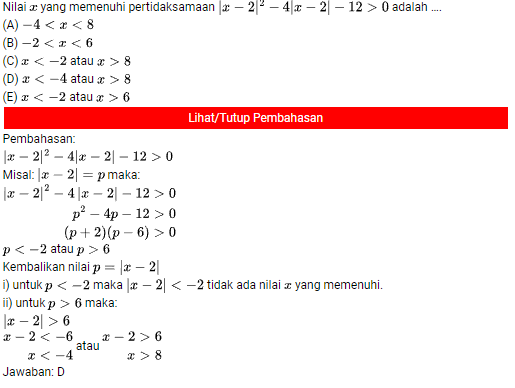 Nilai x yang memenuhi pertidaksamaan |x − 2|² − 4|x − 2| − 12 > 0 adalah ....
(A) −4 < x < 8
(B) −2 < x < 6
(C) x < −2 atau x > 8
(D) x < −4 atau x > 8
(E) x < −2 atau x > 6
Lihat/Tutup Pembahasan
Pembahasan:
|x − 2|² − 4|x − 2| − 12 > 0
Misal: |x − 2| = p maka:
|x − 2|² − 4 |x − 2| − 12 > 0
p² − 4p − 12 > 0
(p + 2)(p − 6) > 0
p < −2 atau p > 6
Kembalikan nilai p = |x − 2|
i) untuk p < −2 maka |x − 2| < −2 tidak ada nilai x yang memenuhi.
ii) untuk p > 6 maka:
|x − 2| > 6
x − 2 < −6 atau x − 2 > 6
x < −4 x > 8
Jawaban: D